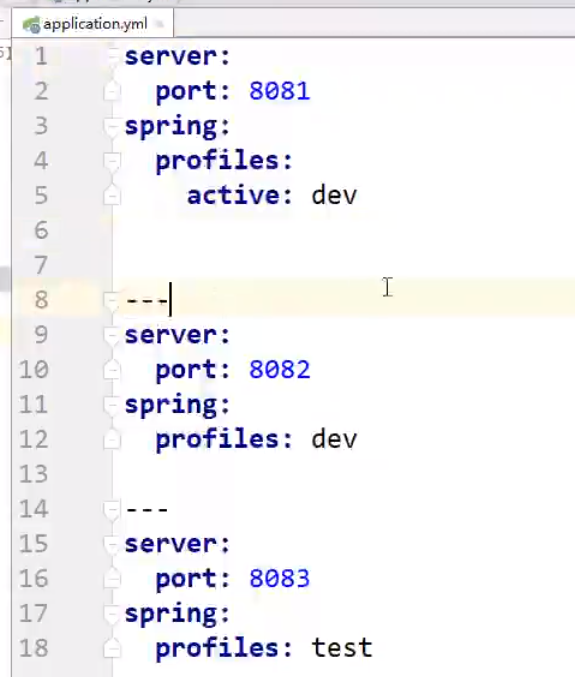 application.yml
1 server:
2   port: 8081
3 spring:
4   profiles:
5     active: dev
6
7
8 ---
9 server:
10   port: 8082
11 spring:
12   profiles: dev
13
14 ---
15 server:
16   port: 8083
17 spring:
18   profiles: test